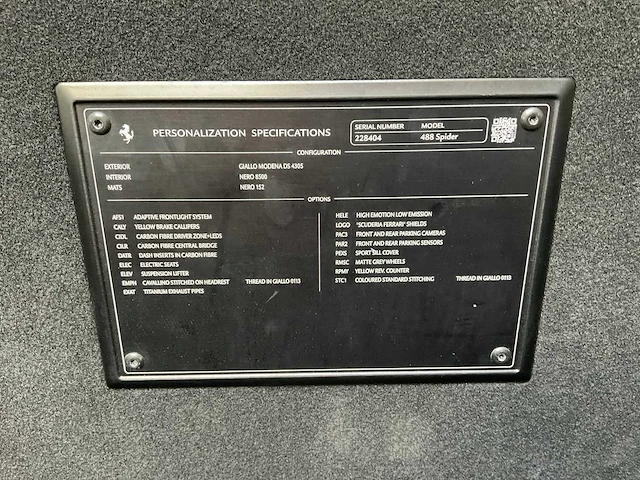 PERSONALIZATION SPECIFICATIONS
SERIAL NUMBER MODEL
228404 488 Spider
CONFIGURATION
EXTERIOR GIALLO MODENA DS 4305
INTERIOR NERO 8500
MATS NERO 152
OPTIONS
AFS1 ADAPTIVE FRONTLIGHT SYSTEM
CALY YELLOW BRAKE CALLIPERS
CIDL CARBON FIBRE DRIVER ZONE+LEDS
CILR CARBON FIBRE CENTRAL BRIDGE
DATR DASH INSERTS IN CARBON FIBRE
ELEC ELECTRIC SEATS
ELEV SUSPENSION LIFTER
EMPH CAVALLINO STITCHED ON HEADREST THREAD IN GIALLO 0113
EXAT TITANIUM EXHAUST PIPES
HELE HIGH EMOTION LOW EMISSION
LOGO "SCUDERIA FERRARI" SHIELDS
PAC3 FRONT AND REAR PARKING CAMERAS
PAR2 FRONT AND REAR PARKING SENSORS
PDIS SPORT SILL COVER
RMSC MATTE GREY WHEELS
RPMY YELLOW REV. COUNTER
STC1 COLOURED STANDARD STITCHING THREAD IN GIALLO 0113